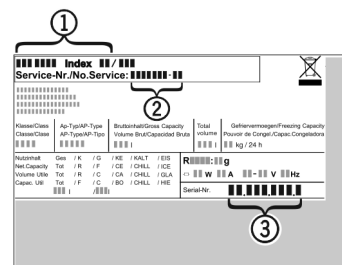 1
Index /
Service-Nr./No.Service: -
2
Klasse/Class Ap-Typ/AP-Type Bruttoinhalt/Gross Capacity Total Gefriervermoegen/Freezing Capacity
Classe/Clase AP-Type/AP-Tipo Volume Brut/Capacidad Bruta volume Pouvoir de Congel./Capac.Congeladora
l l kg / 24 h
Nutzinhalt Ges / K / G / KE / KALT / EIS
Net.Capacity Tot / R / F / CE / CHILL / ICE
Volume Utile Tot / R / C / CA / CHILL / GLA
Capac. Util Tot / F / C / BO / CHILL / HIE
l / l
R : g
W A - V Hz
Serial-Nr. . . .
3